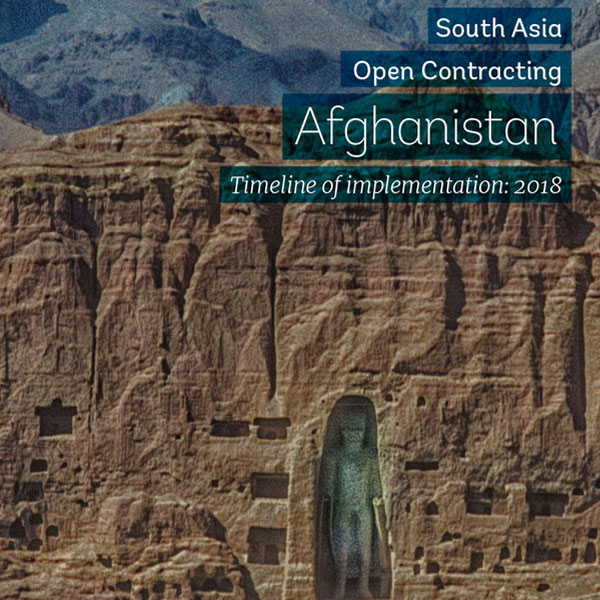 South Asia
Open Contracting
Afghanistan
Timeline of implementation: 2018